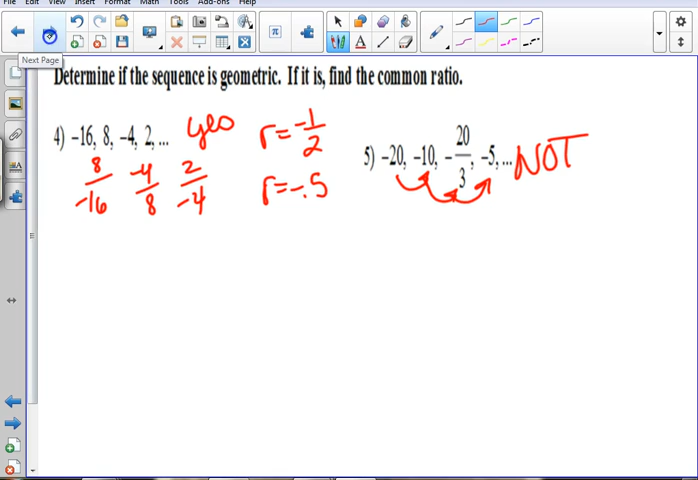 File Edit View Insert Format Tools Add-ons Help
Next Page
Determine if the sequence is geometric. If it is, find the common ratio.
4) -16, 8, -4, 2, ... yes r = -1/2
8/-16 -4/8 2/-4 r = -.5
5) -20, -10, -20/3, -5, ... NOT